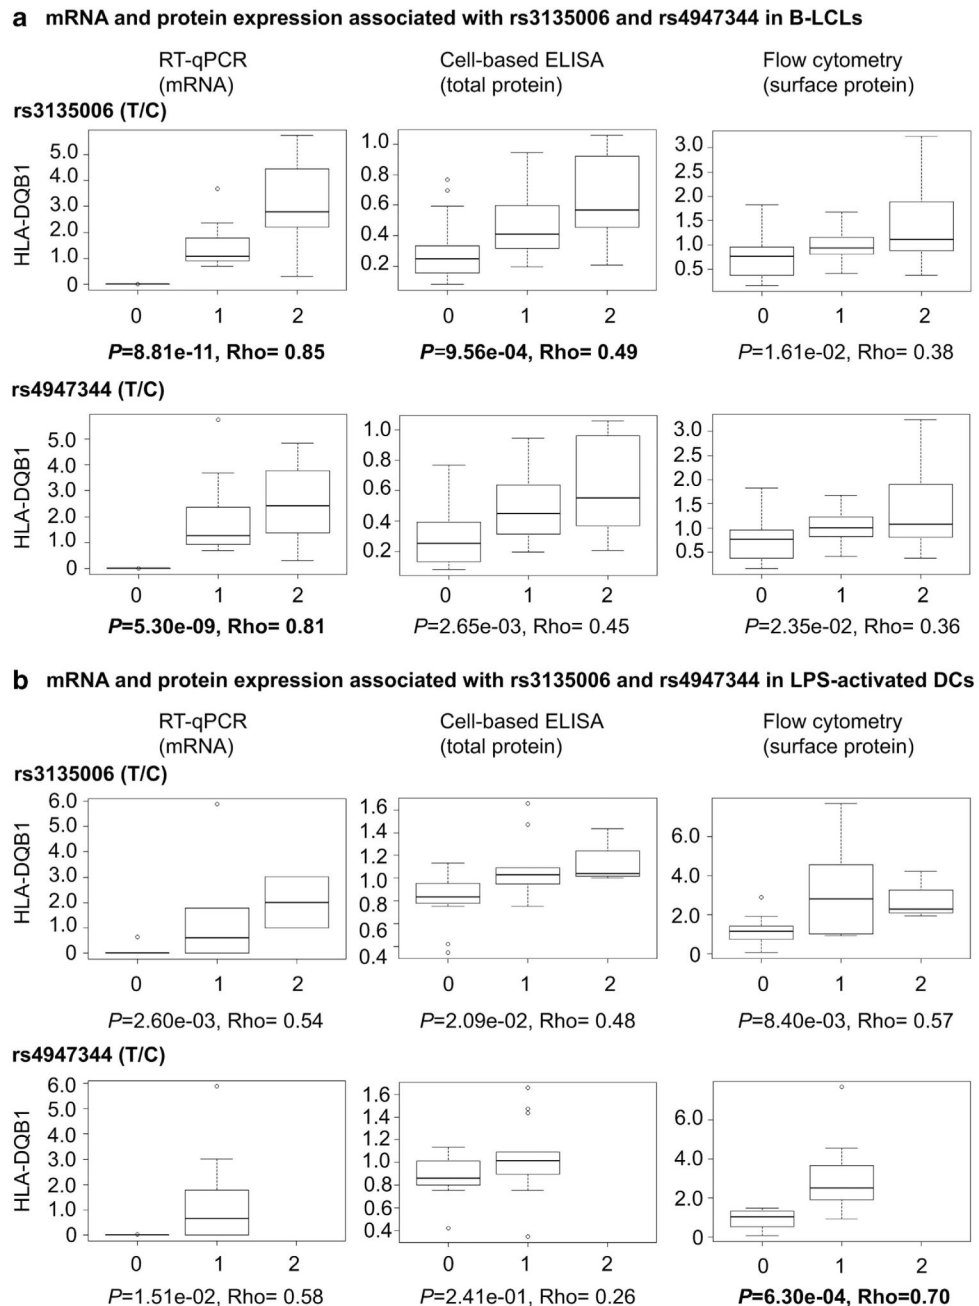 a mRNA and protein expression associated with rs3135006 and rs4947344 in B-LCLs
RT-qPCR
(mRNA)
Cell-based ELISA
(total protein)
Flow cytometry
(surface protein)
rs3135006 (T/C)
HLA-DQB1
5.0
4.0
3.0
2.0
1.0
0
0 1 2
P=8.81e-11, Rho= 0.85
1.0
0.8
0.6
0.4
0.2
0 1 2
P=9.56e-04, Rho= 0.49
3.0
2.5
2.0
1.5
1.0
0.5
0 1 2
P=1.61e-02, Rho= 0.38
rs4947344 (T/C)
HLA-DQB1
5.0
4.0
3.0
2.0
1.0
0
0 1 2
P=5.30e-09, Rho= 0.81
1.0
0.8
0.6
0.4
0.2
0 1 2
P=2.65e-03, Rho= 0.45
3.0
2.5
2.0
1.5
1.0
0.5
0 1 2
P=2.35e-02, Rho= 0.36
b mRNA and protein expression associated with rs3135006 and rs4947344 in LPS-activated DCs
RT-qPCR
(mRNA)
Cell-based ELISA
(total protein)
Flow cytometry
(surface protein)
rs3135006 (T/C)
HLA-DQB1
6.0
5.0
4.0
3.0
2.0
1.0
0
0 1 2
P=2.60e-03, Rho= 0.54
1.6
1.4
1.2
1.0
0.8
0.6
0.4
0 1 2
P=2.09e-02, Rho= 0.48
6.0
4.0
2.0
0
0 1 2
P=8.40e-03, Rho= 0.57
rs4947344 (T/C)
HLA-DQB1
6.0
5.0
4.0
3.0
2.0
1.0
0
0 1 2
P=1.51e-02, Rho= 0.58
1.6
1.4
1.2
1.0
0.8
0.6
0.4
0 1 2
P=2.41e-01, Rho= 0.26
6.0
4.0
2.0
0
0 1 2
P=6.30e-04, Rho=0.70